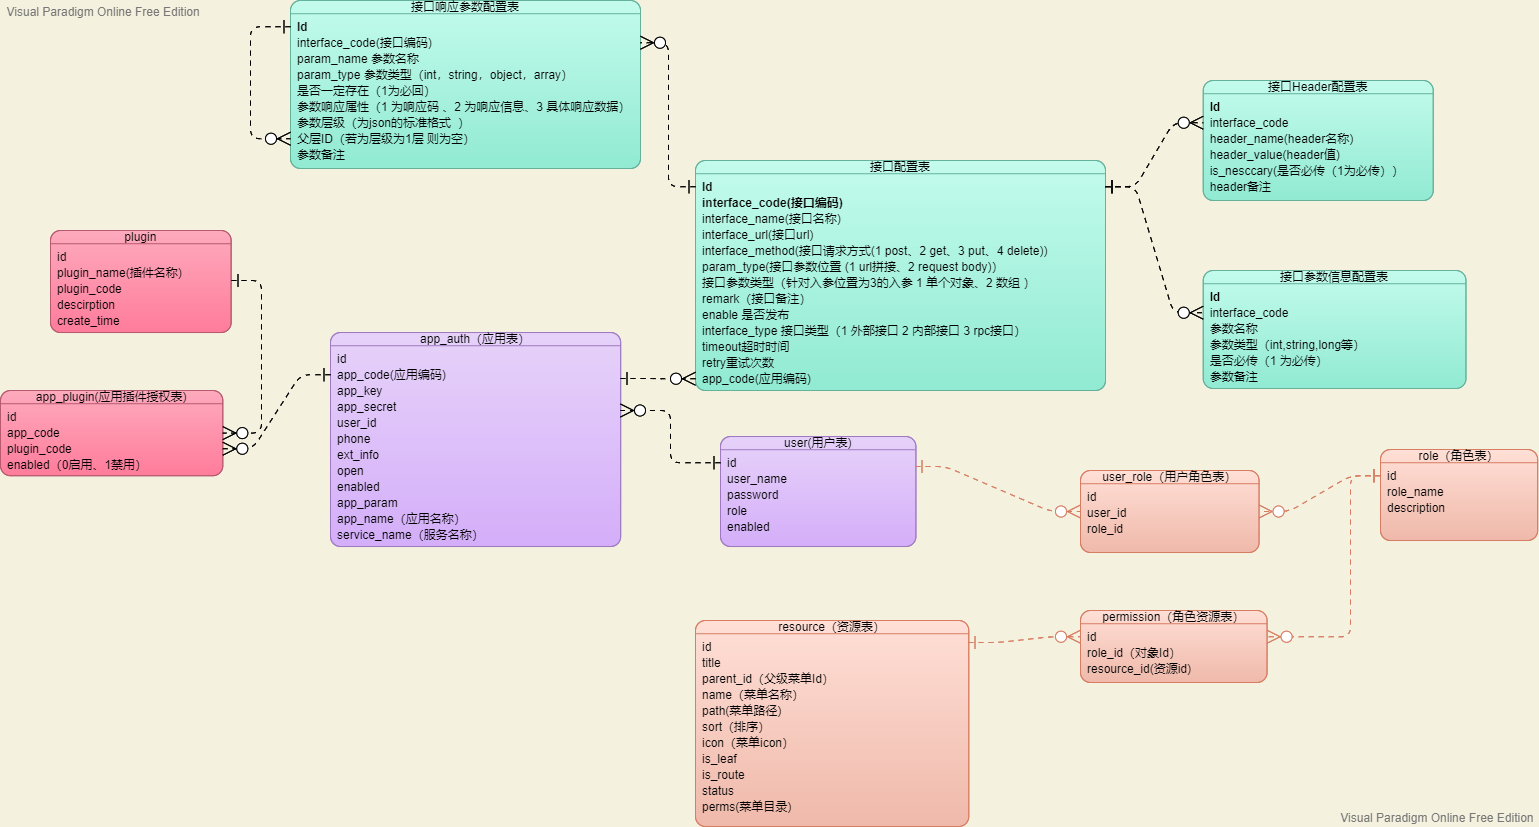 Visual Paradigm Online Free Edition
接口响应参数配置表
Id
interface_code(接口编码)
param_name 参数名称
param_type 参数类型（int，string，object，array）
是否一定存在（1为必回）
参数响应属性（1 为响应码 、2 为响应信息、3 具体响应数据）
参数层级（为json的标准格式 ）
父层ID（若为层级为1层 则为空）
参数备注
接口Header配置表
Id
interface_code
header_name(header名称)
header_value(header值)
is_nesccary(是否必传（1为必传））
header备注
接口配置表
Id
interface_code(接口编码)
interface_name(接口名称)
interface_url(接口url)
interface_method(接口请求方式(1 post、2 get、3 put、4 delete))
param_type(接口参数位置 (1 url拼接、2 request body))
接口参数类型（针对入参位置为3的入参 1 单个对象、2 数组 ）
remark（接口备注）
enable 是否发布
interface_type 接口类型（1 外部接口 2 内部接口 3 rpc接口）
timeout超时时间
retry重试次数
app_code(应用编码)
plugin
id
plugin_name(插件名称)
plugin_code
descirption
create_time
接口参数信息配置表
Id
interface_code
参数名称
参数类型（int,string,long等）
是否必传（1 为必传）
参数备注
app_auth（应用表）
id
app_code(应用编码)
app_key
app_secret
user_id
phone
ext_info
open
enabled
app_param
app_name（应用名称）
service_name（服务名称）
app_plugin(应用插件授权表)
id
app_code
plugin_code
enabled（0启用、1禁用）
user(用户表)
id
user_name
password
role
enabled
user_role（用户角色表）
id
user_id
role_id
role（角色表）
id
role_name
description
resource（资源表）
id
title
parent_id（父级菜单Id）
name（菜单名称）
path(菜单路径)
sort（排序）
icon（菜单icon）
is_leaf
is_route
status
perms(菜单目录)
permission（角色资源表）
id
role_id（对象Id）
resource_id(资源id)
Visual Paradigm Online Free Edition